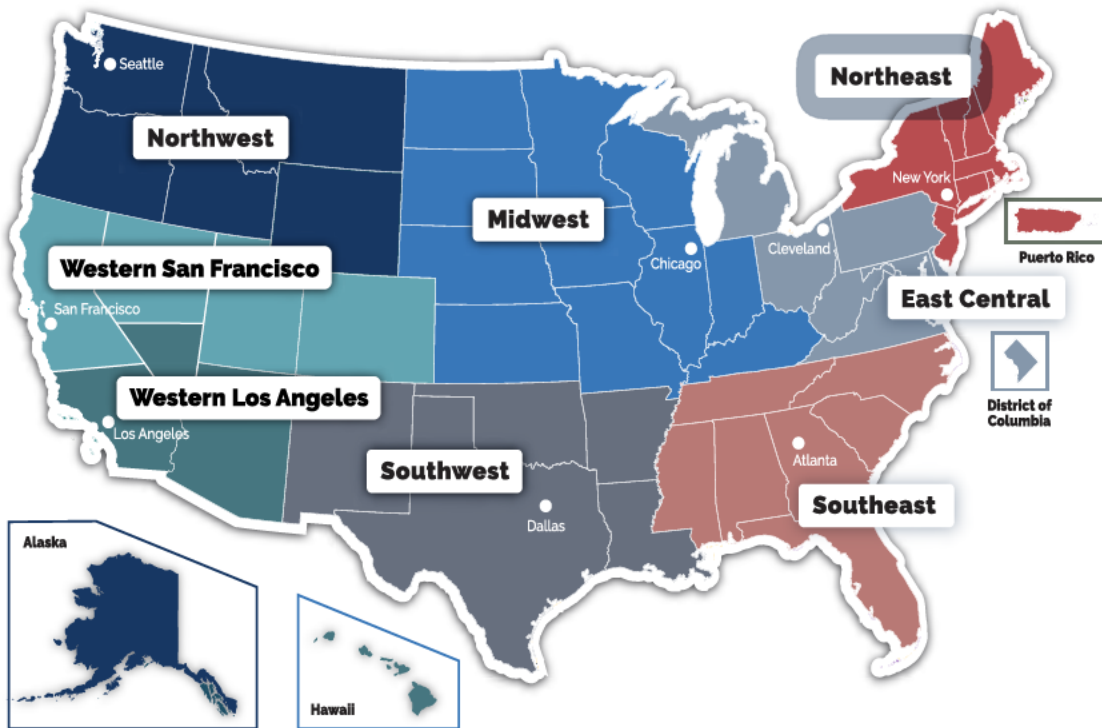 Seattle
Northeast
Northwest
New York
Midwest
Cleveland
Chicago
Puerto Rico
Western San Francisco
East Central
San Francisco
Western Los Angeles
District of
Columbia
Los Angeles
Atlanta
Southwest
Southeast
Dallas
Alaska
Hawaii